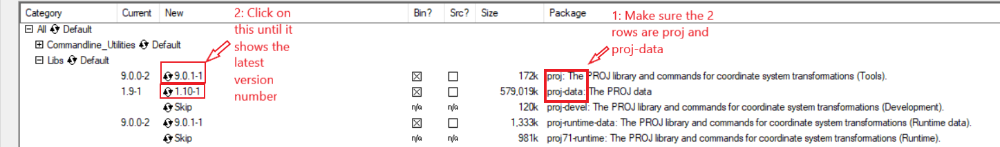 Category Current New Bin? Src? Size Package
2: Click on
this until it
shows the
latest
version
number
1: Make sure the 2
rows are proj and
proj-data
All Default
Commandline_Utilities Default
Libs Default
9.0.0-2 9.0.1-1 172k proj: The PROJ library and commands for coordinate system transformations (Tools).
1.9-1 1.10-1 579,019k proj-data: The PROJ data
Skip n/a n/a 120k proj-devel: The PROJ library and commands for coordinate system transformations (Development).
9.0.0-2 9.0.1-1 1,333k proj-runtime-data: The PROJ library and commands for coordinate system transformations (Runtime data).
Skip n/a n/a 981k proj71-runtime: The PROJ library and commands for coordinate system transformations (Runtime).